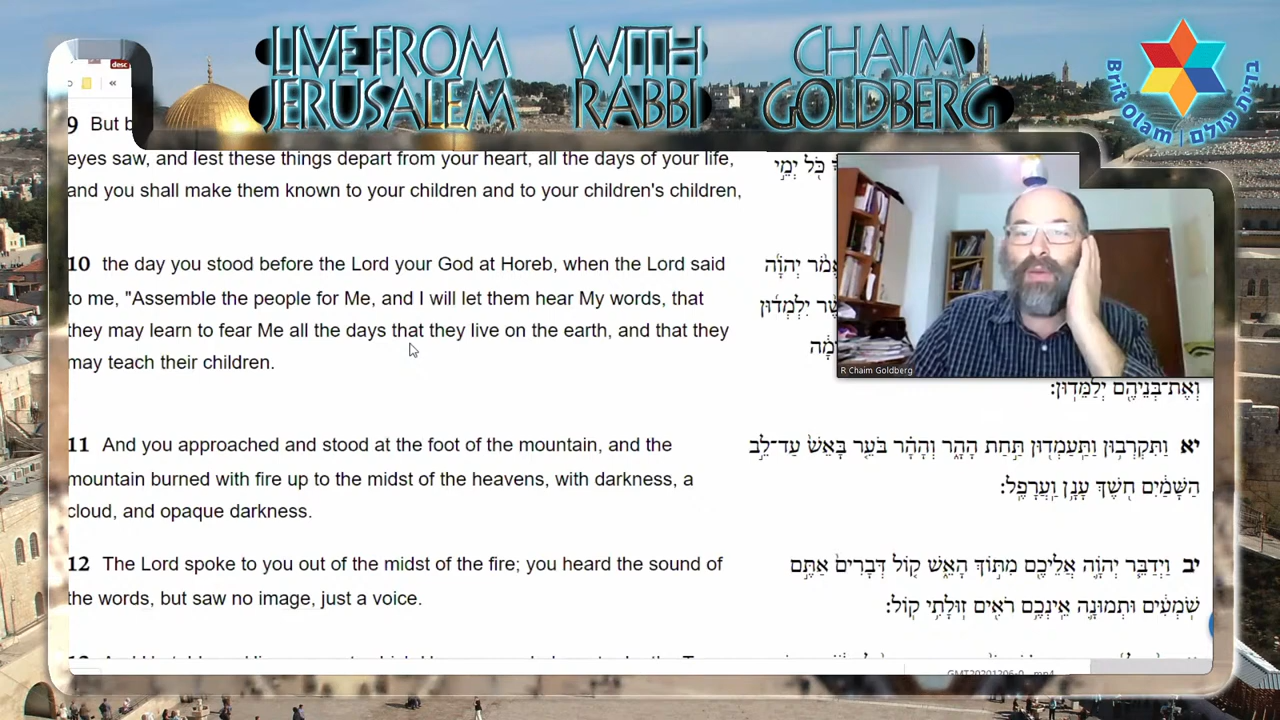 LIVE FROM WITH CHAIM
JERUSALEM RABBI GOLDBERG
Brit Olam | ברית עולם
desc
«
9 But b
eyes saw, and lest these things depart from your heart, all the days of your life,
and you shall make them known to your children and to your children's children,
כֹּ֖ל יְמֵ֣י
10 the day you stood before the Lord your God at Horeb, when the Lord said
to me, "Assemble the people for Me, and I will let them hear My words, that
they may learn to fear Me all the days that they live on the earth, and that they
may teach their children.
יְהֹוָ֜ה
יִלְמְד֜וּן
וְאֶת־בְּנֵיהֶ֖ם יְלַמֵּדֽוּן:
R Chaim Goldberg
11 And you approached and stood at the foot of the mountain, and the
mountain burned with fire up to the midst of the heavens, with darkness, a
cloud, and opaque darkness.
יא וַתִּקְרְב֥וּן וַתַּֽעַמְד֖וּן תַּ֣חַת הָהָ֑ר וְהָהָ֞ר בֹּעֵ֤ר בָּאֵשׁ֙ עַד־לֵ֣ב
הַשָּׁמַ֔יִם חֹ֖שֶׁךְ עָנָ֥ן וַֽעֲרָפֶֽל:
12 The Lord spoke to you out of the midst of the fire; you heard the sound of
the words, but saw no image, just a voice.
יב וַיְדַבֵּ֧ר יְהֹוָ֛ה אֲלֵיכֶ֖ם מִתּ֣וֹךְ הָאֵ֑שׁ ק֤וֹל דְּבָרִים֙ אַתֶּ֣ם
שֹֽׁמְעִ֔ים וּתְמוּנָ֛ה אֵֽינְכֶ֥ם רֹאִ֖ים זֽוּלָתִ֥י קֽוֹל: